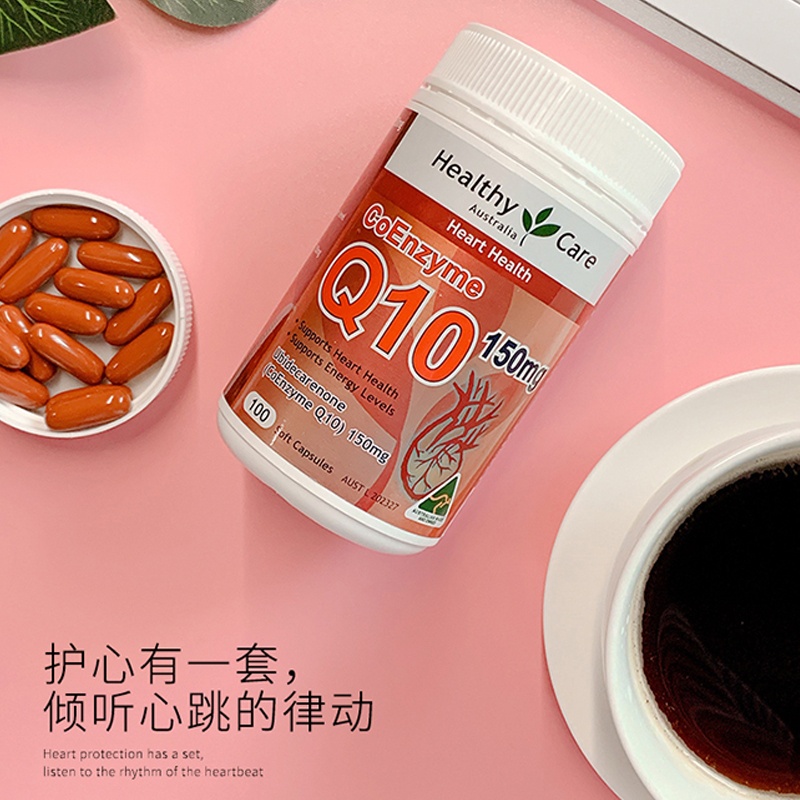 Healthy Care
Australia
Heart Health
CoEnzyme
Q10 150mg
• Supports Heart Health
• Supports Energy Levels
Ubidecarenone
(CoEnzyme Q10) 150mg
100 Soft Capsules
AUST L 202327
护心有一套，
倾听心跳的律动
Heart protection has a set,
listen to the rhythm of the heartbeat